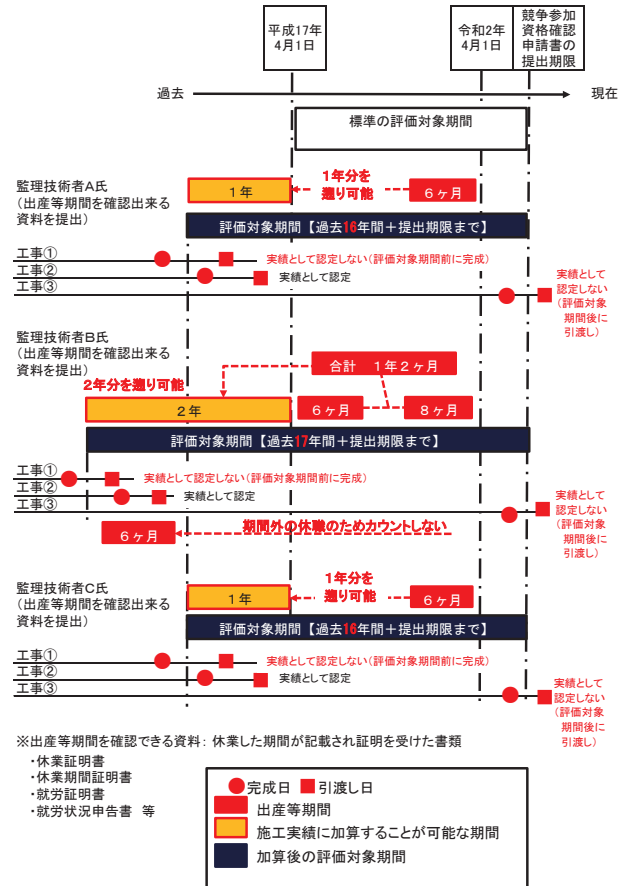 平成17年
4月1日
令和2年
4月1日
競争参加
資格確認
申請書の
提出期限
過去
現在
標準の評価対象期間
監理技術者A氏
(出産等期間を確認出来る
資料を提出)
1年
1年分を
遡り可能
6ヶ月
評価対象期間【過去16年間+提出期限まで】
工事①
実績として認定しない(評価対象期間前に完成)
工事②
実績として認定
工事③
実績として
認定しない
(評価対象
期間後に
引渡し)
監理技術者B氏
(出産等期間を確認出来る
資料を提出)
合計 1年2ヶ月
2年分を遡り可能
2年
6ヶ月
8ヶ月
評価対象期間【過去17年間+提出期限まで】
工事①
実績として認定しない(評価対象期間前に完成)
工事②
実績として認定
工事③
実績として
認定しない
(評価対象
期間後に
引渡し)
6ヶ月
期間外の休職のためカウントしない
監理技術者C氏
(出産等期間を確認出来る
資料を提出)
1年
1年分を
遡り可能
6ヶ月
評価対象期間【過去16年間+提出期限まで】
工事①
実績として認定しない(評価対象期間前に完成)
工事②
実績として認定
工事③
実績として
認定しない
(評価対象
期間後に
引渡し)
※出産等期間を確認できる資料:休業した期間が記載され証明を受けた書類
・休業証明書
・休業期間証明書
・就労証明書
・就労状況申告書 等
完成日 引渡し日
出産等期間
施工実績に加算することが可能な期間
加算後の評価対象期間